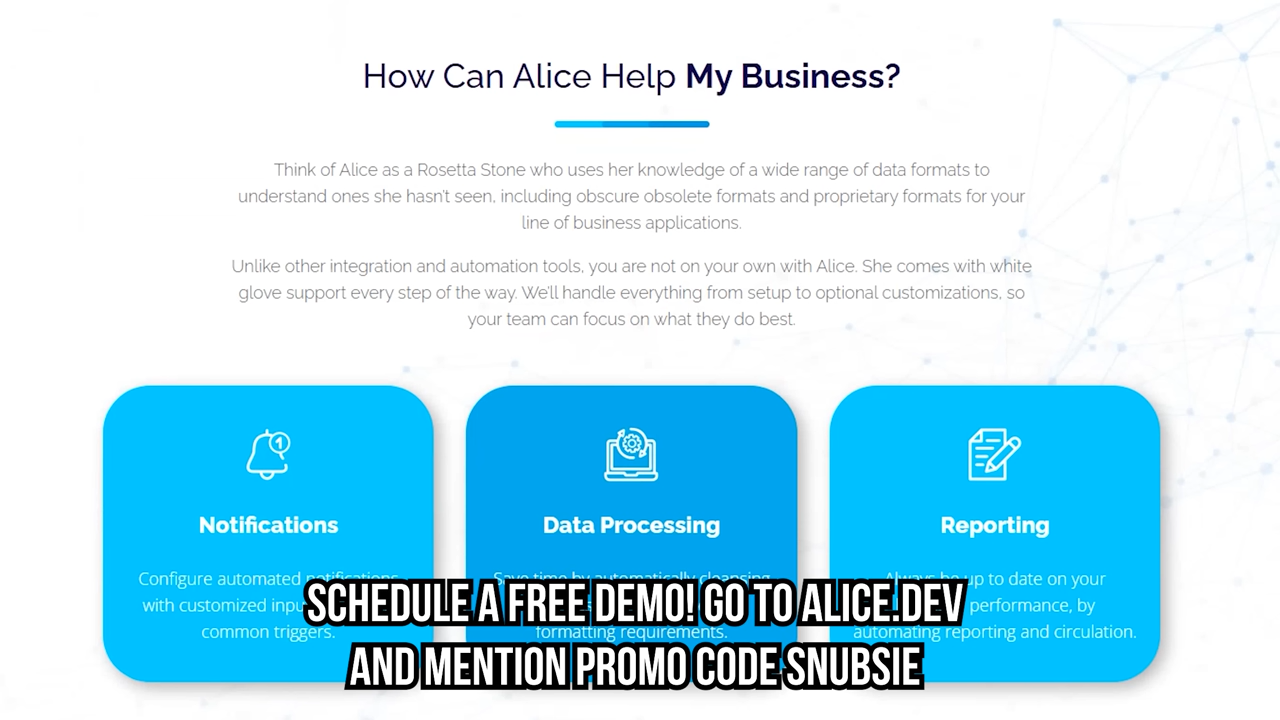 How Can Alice Help My Business?
Think of Alice as a Rosetta Stone who uses her knowledge of a wide range of data formats to
understand ones she hasn't seen, including obscure obsolete formats and proprietary formats for your
line of business applications.
Unlike other integration and automation tools, you are not on your own with Alice. She comes with white
glove support every step of the way. We'll handle everything from setup to optional customizations, so
your team can focus on what they do best.
1
Notifications
Configure automated notifications
with customized
common triggers.
Data Processing
Save time by automatically cleansing
formatting requirements.
Reporting
Always be up to date on your
performance, by
automating reporting and circulation.
SCHEDULE A FREE DEMO! GO TO ALICE.DEV
AND MENTION PROMO CODE SNUBSIE